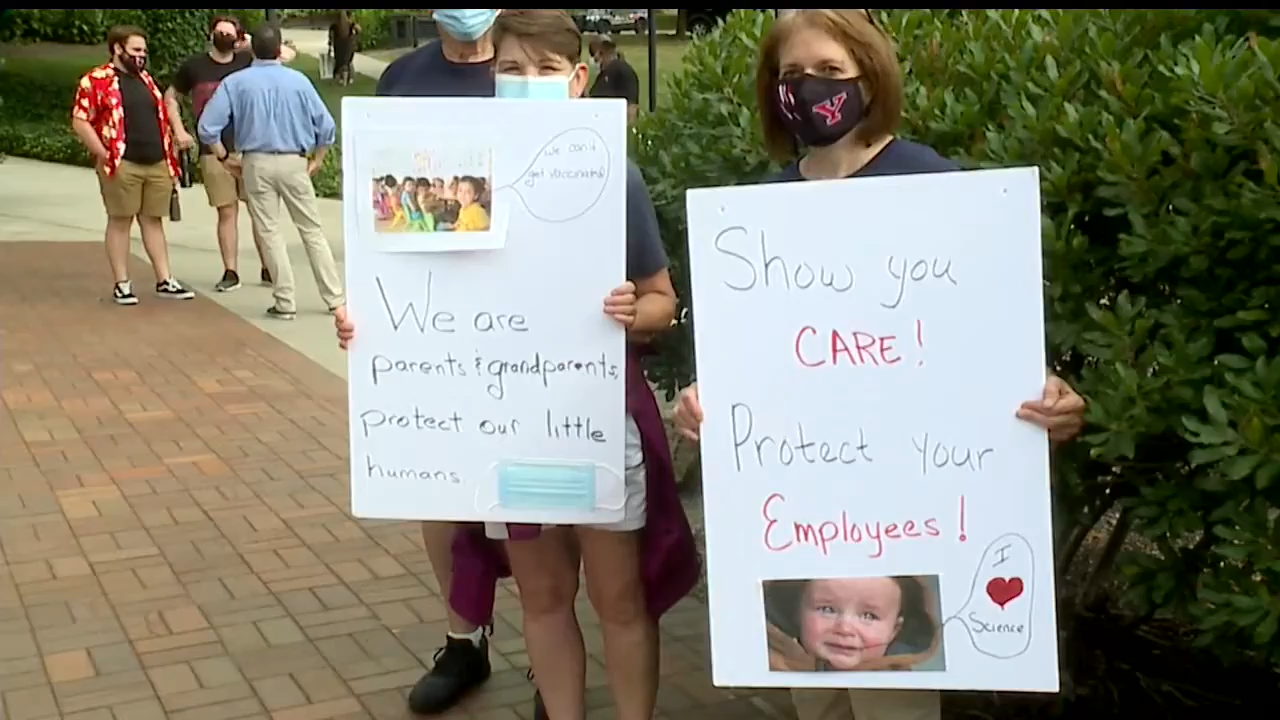 we can't
get vaccinated
We are
parents & grandparents,
protect our little
humans.
Y
Show you
CARE!
Protect your
Employees!
I
Science